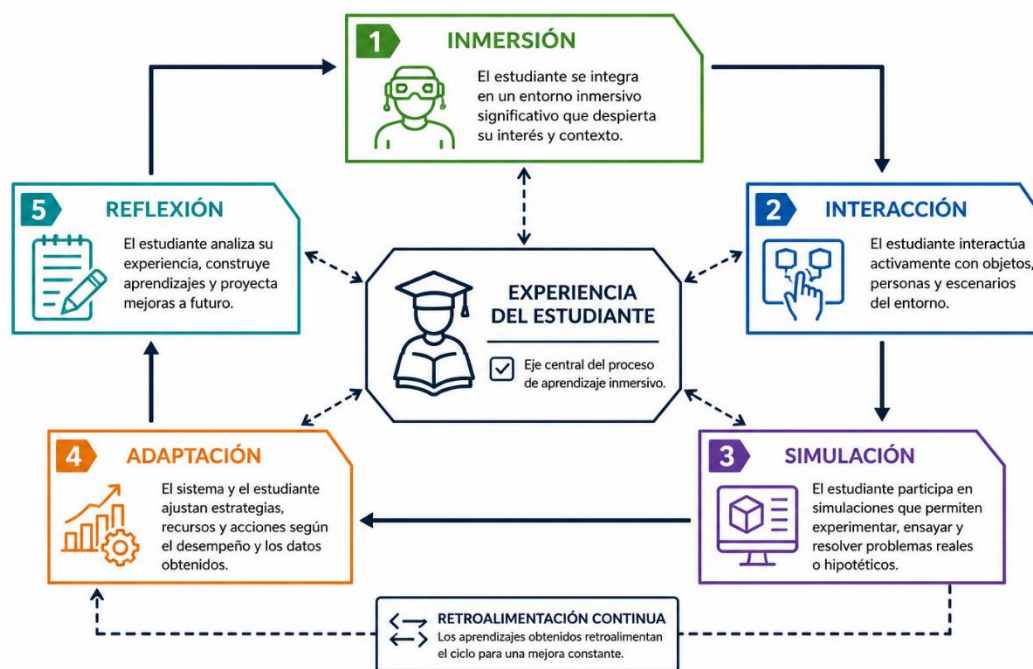 1 INMERSIÓN
El estudiante se integra
en un entorno inmersivo
significativo que despierta
su interés y contexto.
2 INTERACCIÓN
El estudiante interactúa
activamente con objetos,
personas y escenarios
del entorno.
3 SIMULACIÓN
El estudiante participa en
simulaciones que permiten
experimentar, ensayar y
resolver problemas reales
o hipotéticos.
4 ADAPTACIÓN
El sistema y el estudiante
ajustan estrategias,
recursos y acciones según
el desempeño y los datos
obtenidos.
5 REFLEXIÓN
El estudiante analiza su
experiencia, construye
aprendizajes y proyecta
mejoras a futuro.
EXPERIENCIA
DEL ESTUDIANTE
Eje central del proceso
de aprendizaje inmersivo.
RETROALIMENTACIÓN CONTINUA
Los aprendizajes obtenidos retroalimentan
el ciclo para una mejora constante.